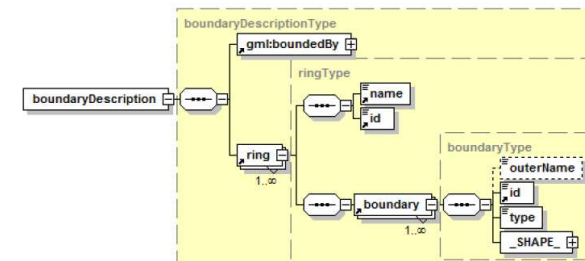 boundaryDescriptionType
gml:boundedBy
ringType
name
boundaryDescription
id
boundaryType
ring
1..∞
outerName
id
boundary
type
1..∞
_SHAPE_